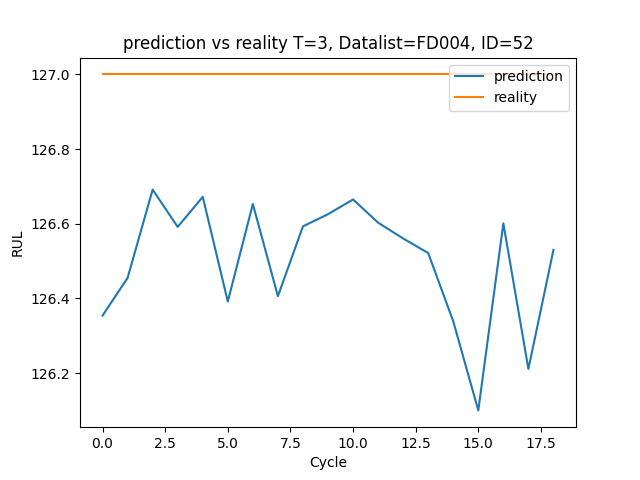 prediction vs reality T=3, Datalist=FD004, ID=52
127.0
126.8
126.6
126.4
126.2
RUL
prediction
reality
0.0 2.5 5.0 7.5 10.0 12.5 15.0 17.5
Cycle